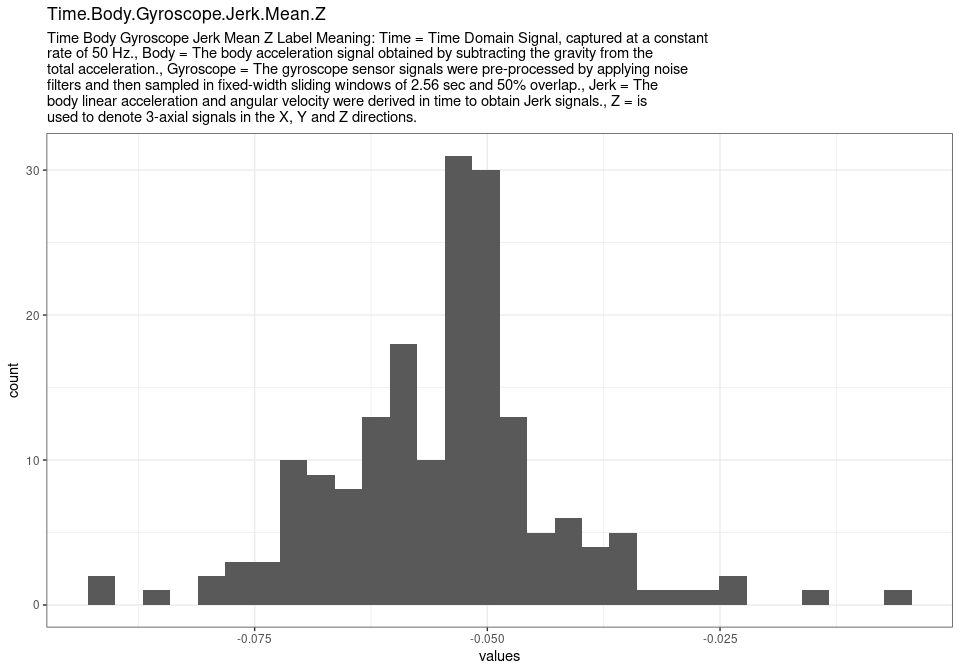 Time.Body.Gyroscope.Jerk.Mean.Z
Time Body Gyroscope Jerk Mean Z Label Meaning: Time = Time Domain Signal, captured at a constant
rate of 50 Hz., Body = The body acceleration signal obtained by subtracting the gravity from the
total acceleration., Gyroscope = The gyroscope sensor signals were pre-processed by applying noise
filters and then sampled in fixed-width sliding windows of 2.56 sec and 50% overlap., Jerk = The
body linear acceleration and angular velocity were derived in time to obtain Jerk signals., Z = is
used to denote 3-axial signals in the X, Y and Z directions.
30
20
10
0
count
-0.075 -0.050 -0.025
values